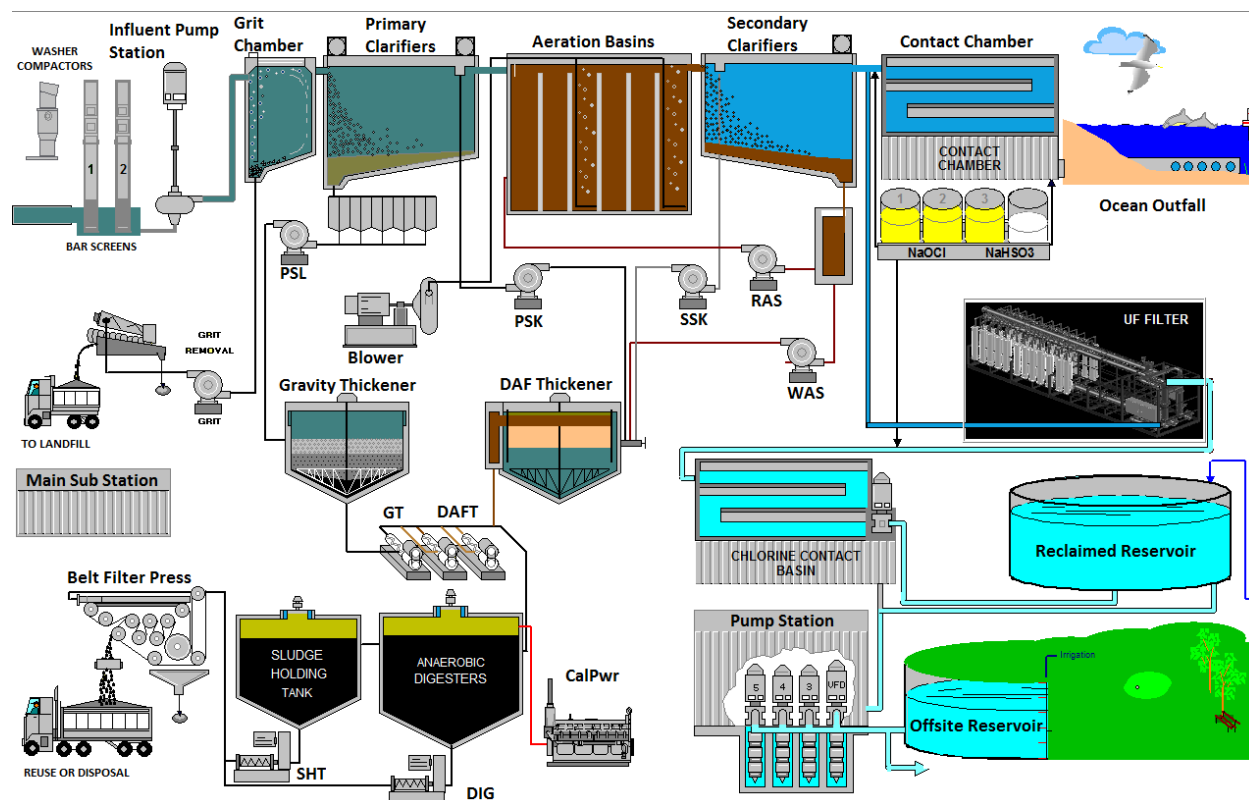 Influent Pump
Station
Grit
Chamber
Primary
Clarifiers
Aeration Basins
Secondary
Clarifiers
Contact Chamber
WASHER
COMPACTORS
1
2
BAR SCREENS
CONTACT
CHAMBER
1
2
3
NaOCl
NaHSO3
Ocean Outfall
PSL
PSK
SSK
RAS
WAS
Blower
UF FILTER
GRIT
REMOVAL
GRIT
TO LANDFILL
Gravity Thickener
DAF Thickener
Main Sub Station
GT
DAFT
CHLORINE CONTACT
BASIN
Reclaimed Reservoir
Belt Filter Press
SLUDGE
HOLDING
TANK
ANAEROBIC
DIGESTERS
CalPwr
Pump Station
5
4
3
VFD
Irrigation
Offsite Reservoir
REUSE OR DISPOSAL
SHT
DIG